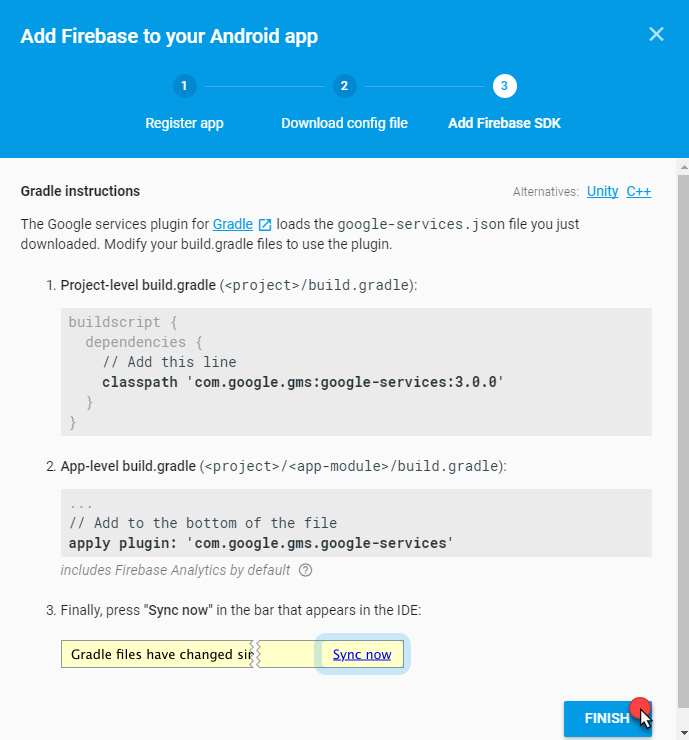 Add Firebase to your Android app
1 2 3
Register app Download config file Add Firebase SDK
Gradle instructions Alternatives: Unity C++
The Google services plugin for Gradle loads the google-services.json file you just
downloaded. Modify your build.gradle files to use the plugin.
1. Project-level build.gradle (<project>/build.gradle):
buildscript {
dependencies {
// Add this line
classpath 'com.google.gms:google-services:3.0.0'
}
}
2. App-level build.gradle (<project>/<app-module>/build.gradle):
...
// Add to the bottom of the file
apply plugin: 'com.google.gms.google-services'
includes Firebase Analytics by default ?
3. Finally, press "Sync now" in the bar that appears in the IDE:
Gradle files have changed sin Sync now
FINISH